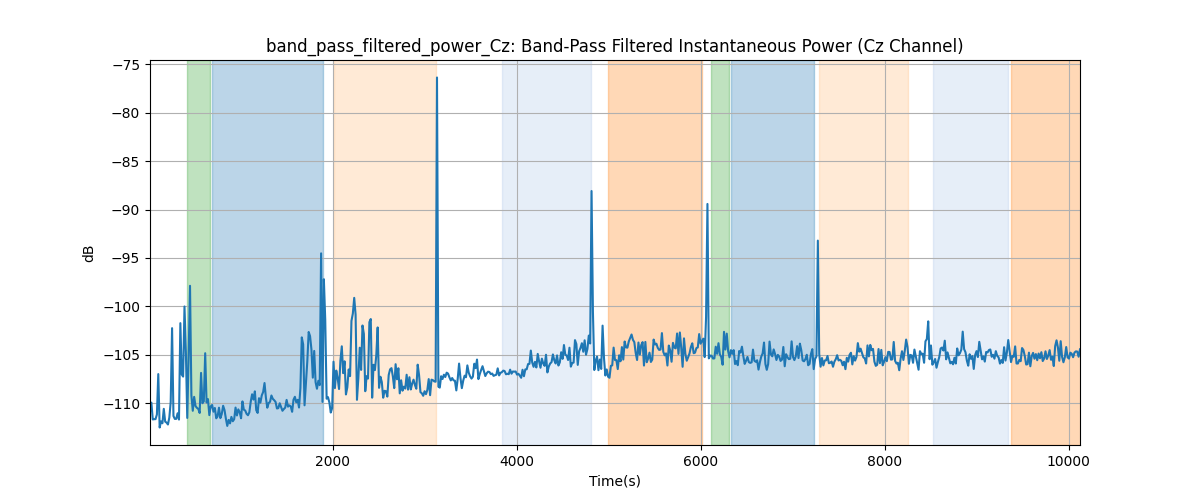 band_pass_filtered_power_Cz: Band-Pass Filtered Instantaneous Power (Cz Channel)
−75
−80
−85
−90
−95
−100
−105
−110
dB
2000 4000 6000 8000 10000
Time(s)